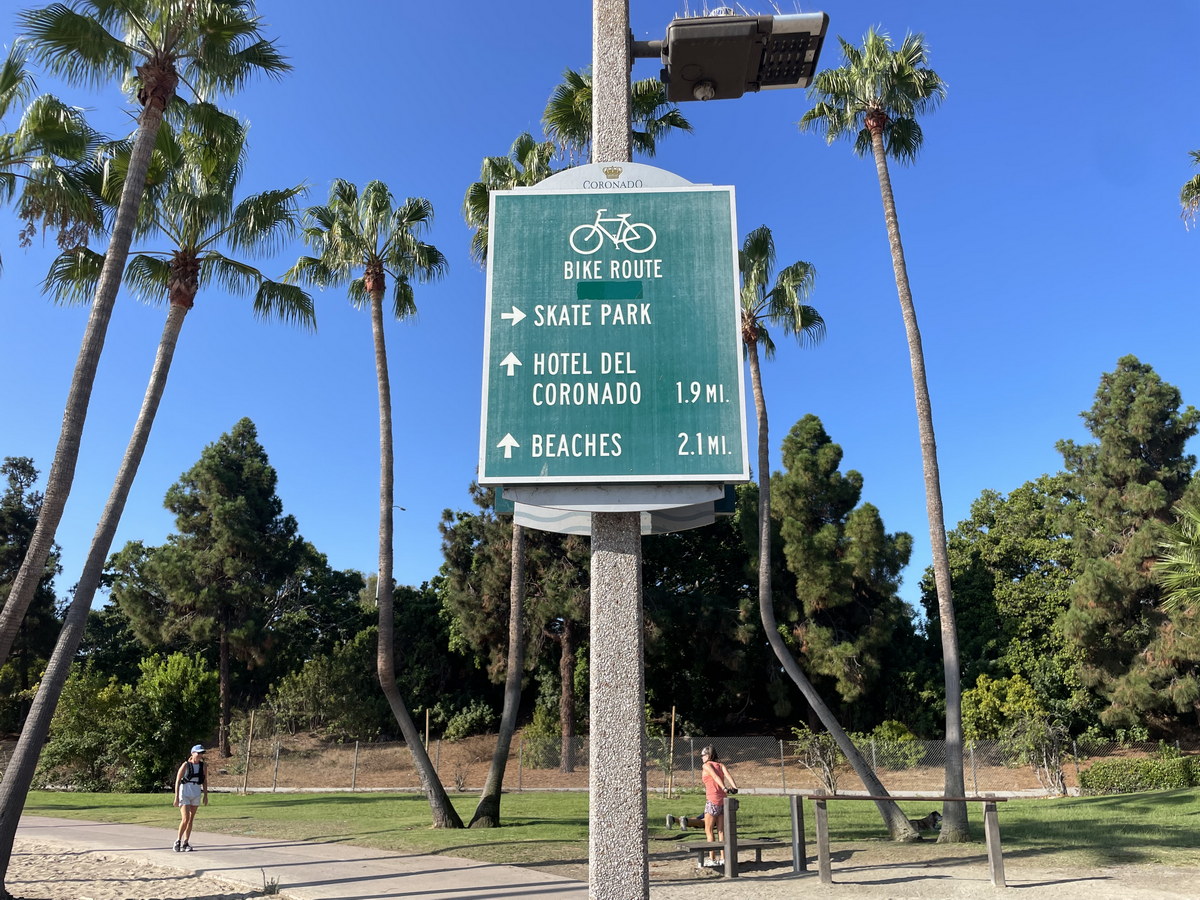 CORONADO
BIKE ROUTE
SKATE PARK
HOTEL DEL
CORONADO 1.9 MI.
BEACHES 2.1 MI.